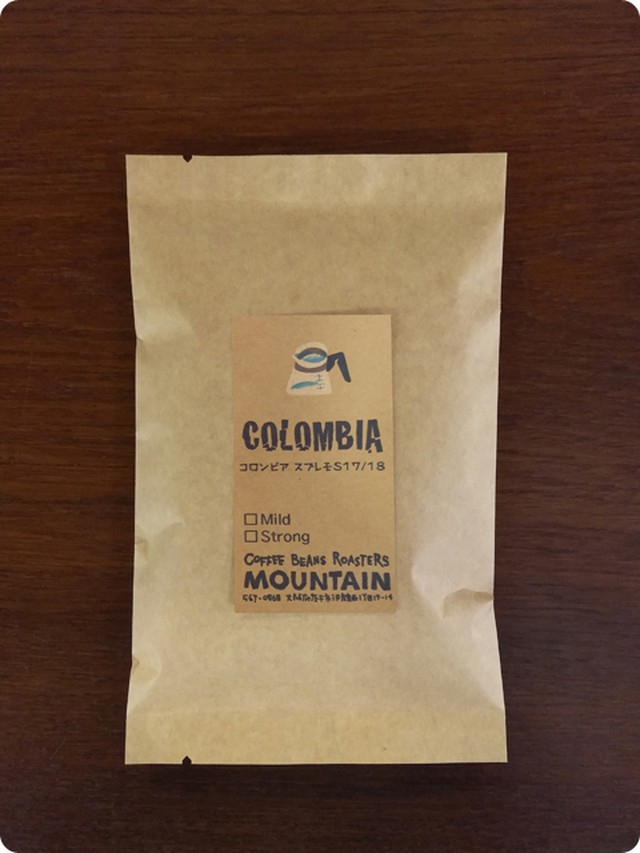 COLOMBIA
コロンビア スプレモS17/18
□Mild
□Strong
COFFEE BEANS ROASTERS
MOUNTAIN